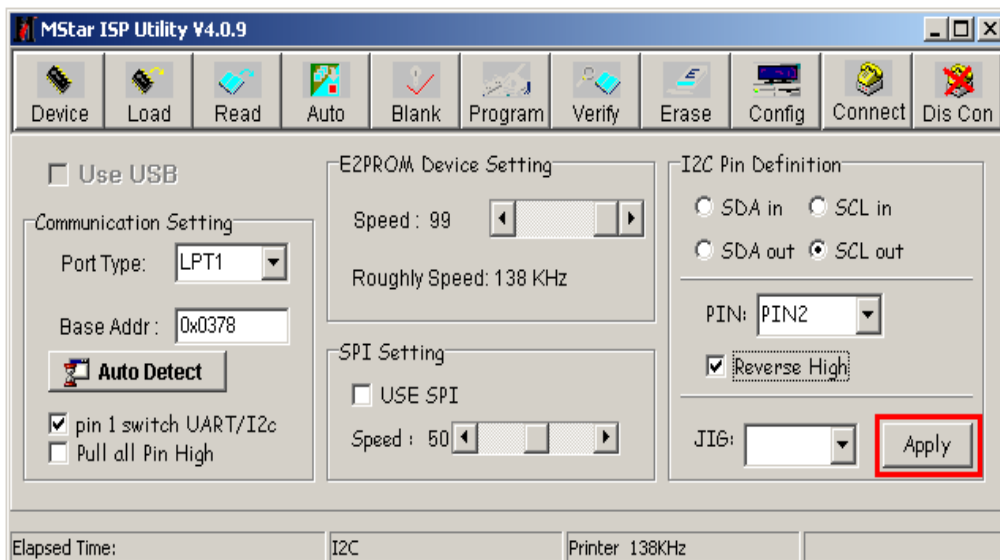 MStar ISP Utility V4.0.9
Device Load Read Auto Blank Program Verify Erase Config Connect Dis Con
Use USB
Communication Setting
Port Type: LPT1
Base Addr : 0x0378
Auto Detect
pin 1 switch UART/I2c
Pull all Pin High
E2PROM Device Setting
Speed : 99
Roughly Speed: 138 KHz
SPI Setting
USE SPI
Speed : 50
I2C Pin Definition
SDA in SCL in
SDA out SCL out
PIN: PIN2
Reverse High
JIG: Apply
Elapsed Time: I2C Printer 138KHz